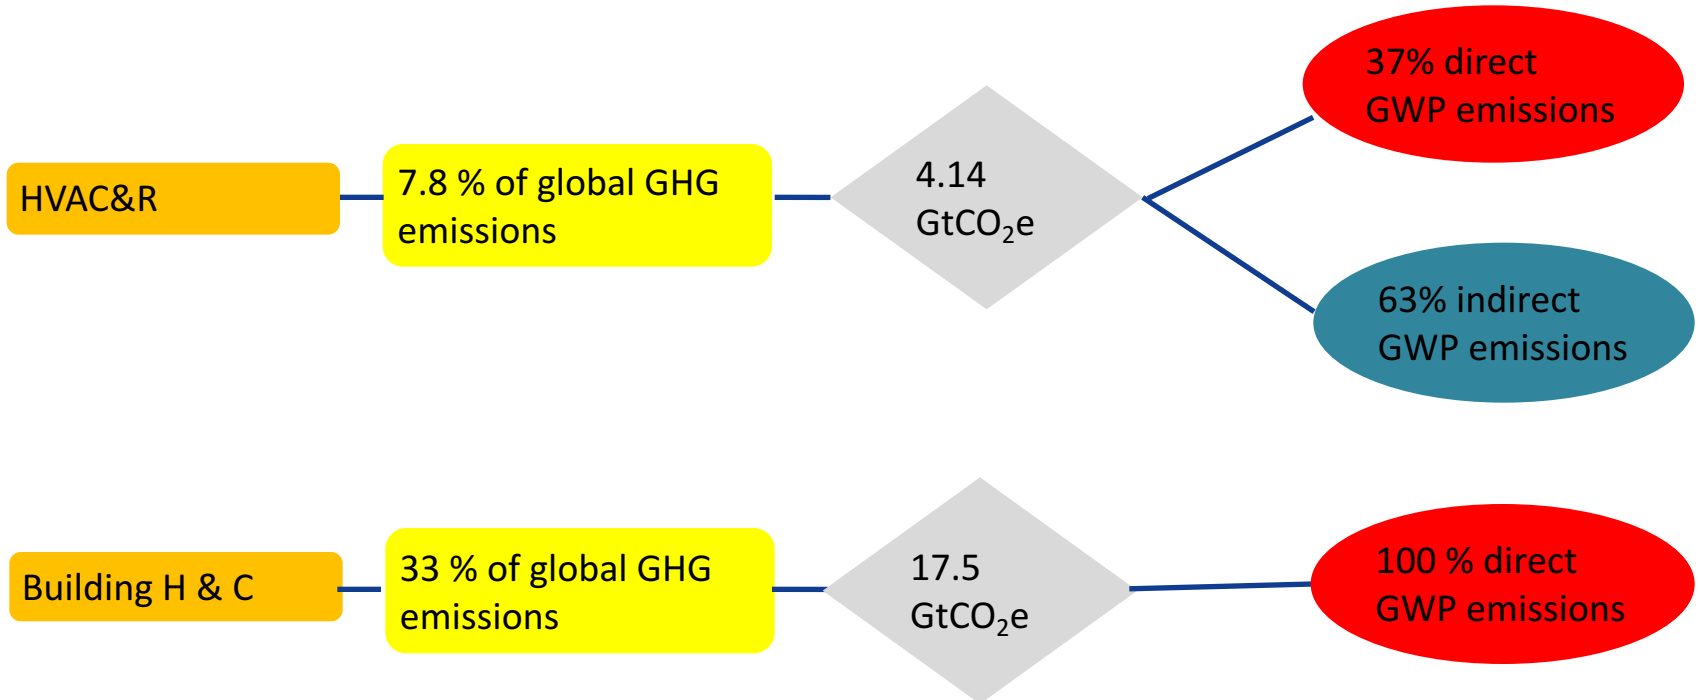 HVAC&R
7.8 % of global GHG
emissions
4.14
GtCO₂e
37% direct
GWP emissions
63% indirect
GWP emissions
Building H & C
33 % of global GHG
emissions
17.5
GtCO₂e
100 % direct
GWP emissions